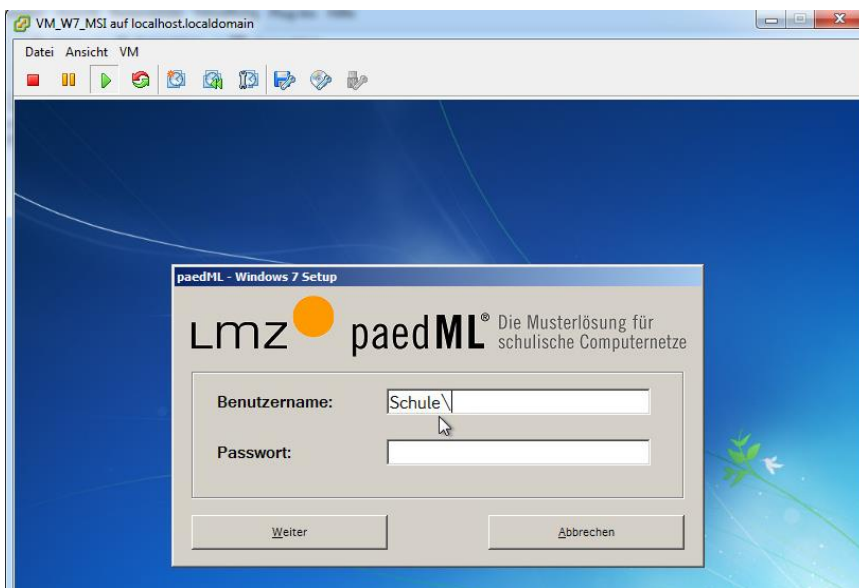 VM_W7_MSI auf localhost.localdomain
Datei Ansicht VM
paedML - Windows 7 Setup
Lmz paedML® Die Musterlösung für
schulische Computernetze
Benutzername: Schule\
Passwort:
Weiter Abbrechen